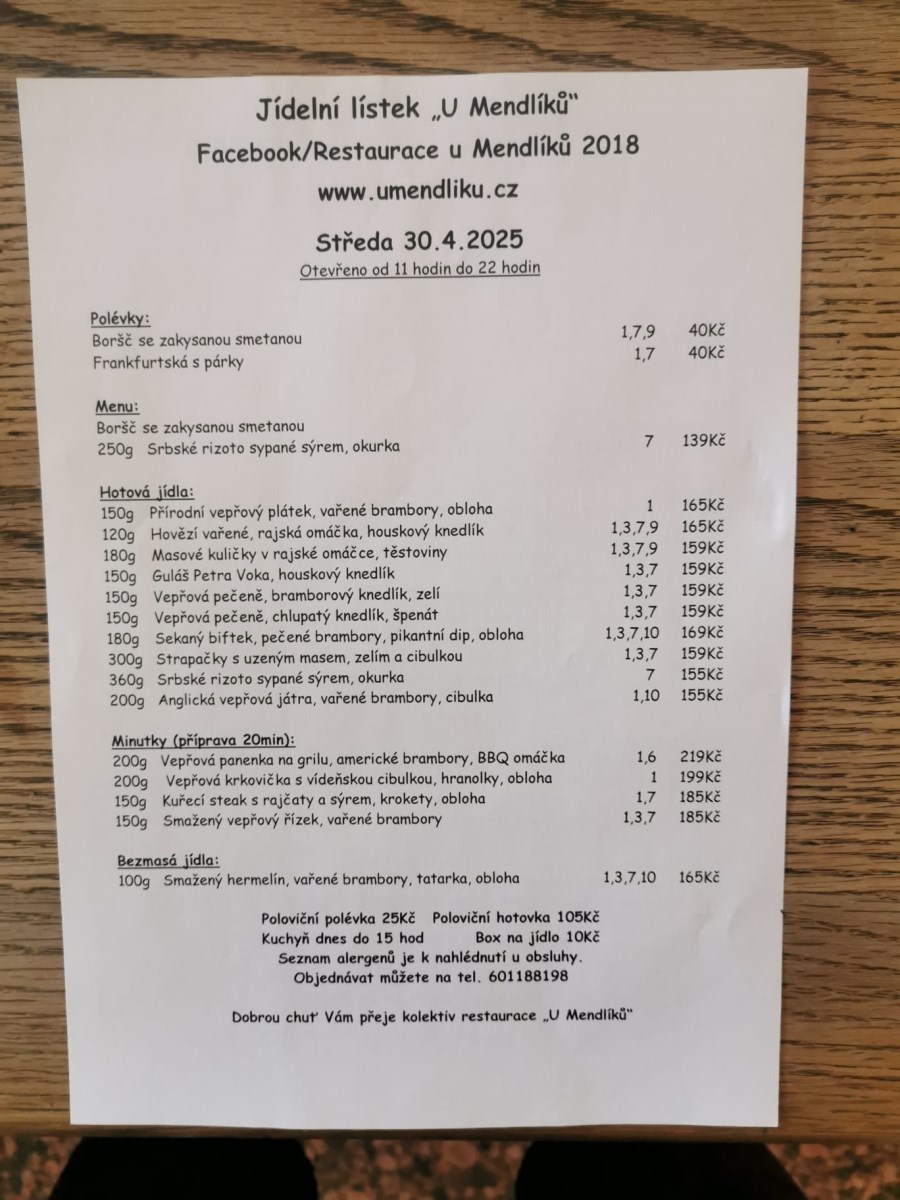 Jídelní lístek „U Mendlíků“
Facebook/Restaurace u Mendlíků 2018
www.umendliku.cz
Středa 30.4.2025
Otevřeno od 11 hodin do 22 hodin
Polévky:
Boršč se zakysanou smetanou 1,7,9 40Kč
Frankfurtská s párky 1,7 40Kč
Menu:
Boršč se zakysanou smetanou
250g Srbské rizoto sypané sýrem, okurka 7 139Kč
Hotová jídla:
150g Přírodní vepřový plátek, vařené brambory, obloha 1 165Kč
120g Hovězí vařené, rajská omáčka, houskový knedlík 1,3,7,9 165Kč
180g Masové kuličky v rajské omáčce, těstoviny 1,3,7,9 159Kč
150g Guláš Petra Voka, houskový knedlík 1,3,7 159Kč
150g Vepřová pečeně, bramborový knedlík, zelí 1,3,7 159Kč
150g Vepřová pečeně, chlupatý knedlík, špenát 1,3,7 159Kč
180g Sekaný biftek, pečené brambory, pikantní dip, obloha 1,3,7,10 169Kč
300g Strapačky s uzeným masem, zelím a cibulkou 1,3,7 159Kč
360g Srbské rizoto sypané sýrem, okurka 7 155Kč
200g Anglická vepřová játra, vařené brambory, cibulka 1,10 155Kč
Minutky (příprava 20min):
200g Vepřová panenka na grilu, americké brambory, BBQ omáčka 1,6 219Kč
200g Vepřová krkovička s vídeňskou cibulkou, hranolky, obloha 1 199Kč
150g Kuřecí steak s rajčaty a sýrem, krokety, obloha 1,7 185Kč
150g Smažený vepřový řízek, vařené brambory 1,3,7 185Kč
Bezmasá jídla:
100g Smažený hermelín, vařené brambory, tatarka, obloha 1,3,7,10 165Kč
Poloviční polévka 25Kč Poloviční hotovka 105Kč
Kuchyň dnes do 15 hod Box na jídlo 10Kč
Seznam alergenů je k nahlédnutí u obsluhy.
Objednávat můžete na tel. 601188198
Dobrou chuť Vám přeje kolektiv restaurace „U Mendlíků“